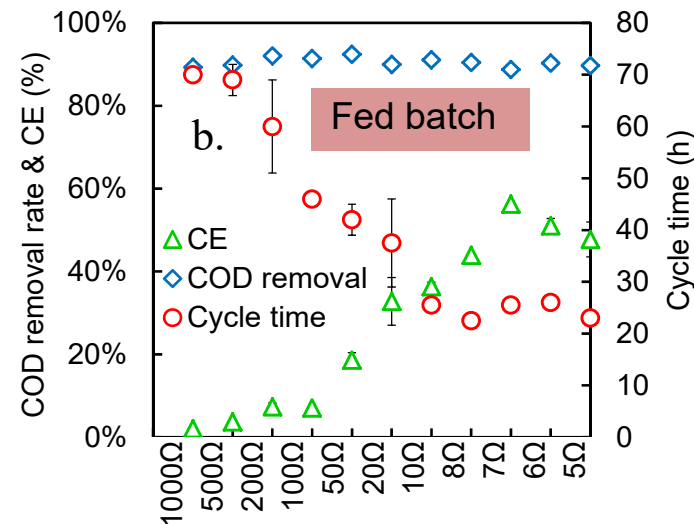 COD removal rate & CE (%)
100%
80%
60%
40%
20%
0%
b.
Fed batch
CE
COD removal
Cycle time
80
70
60
50
40
30
20
10
0
Cycle time (h)
1000Ω
500Ω
200Ω
100Ω
50Ω
20Ω
10Ω
8Ω
7Ω
6Ω
5Ω